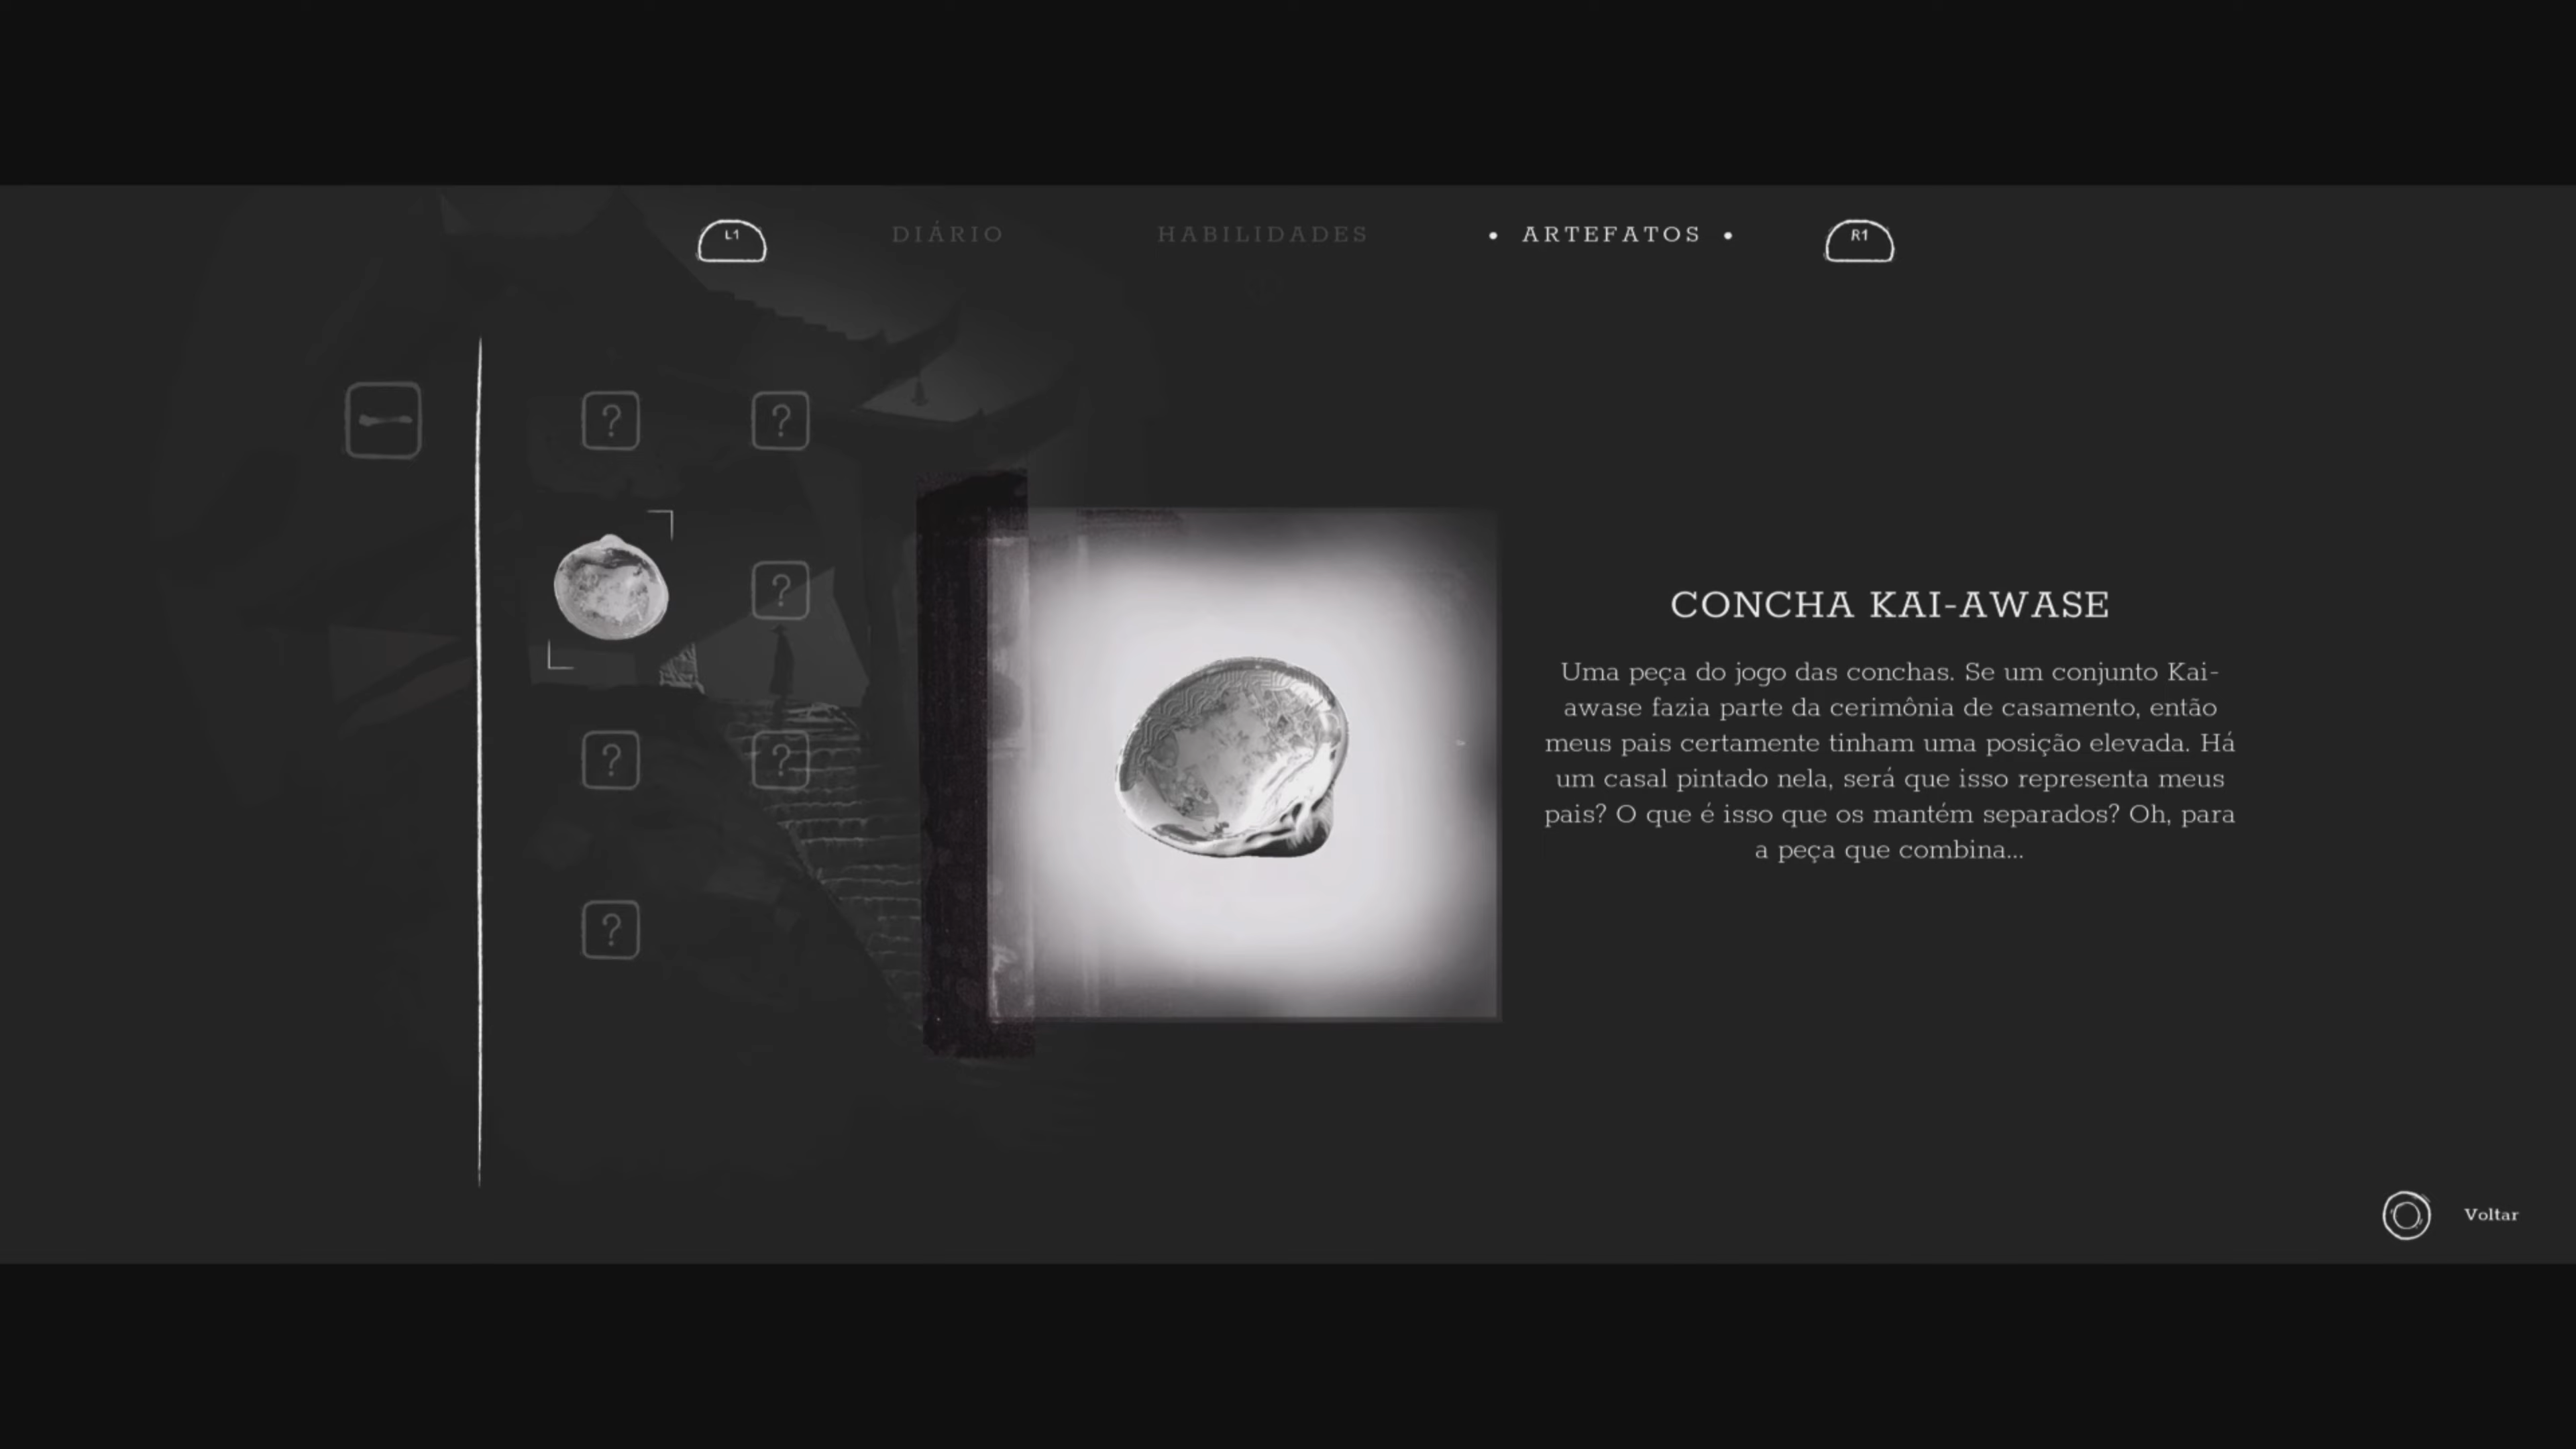 L1
DIÁRIO
HABILIDADES
• ARTEFATOS •
R1
?
?
?
?
?
?
CONCHA KAI-AWASE
Uma peça do jogo das conchas. Se um conjunto Kai-
awase fazia parte da cerimônia de casamento, então
meus pais certamente tinham uma posição elevada. Há
um casal pintado nela, será que isso representa meus
pais? O que é isso que os mantém separados? Oh, para
a peça que combina...
Voltar